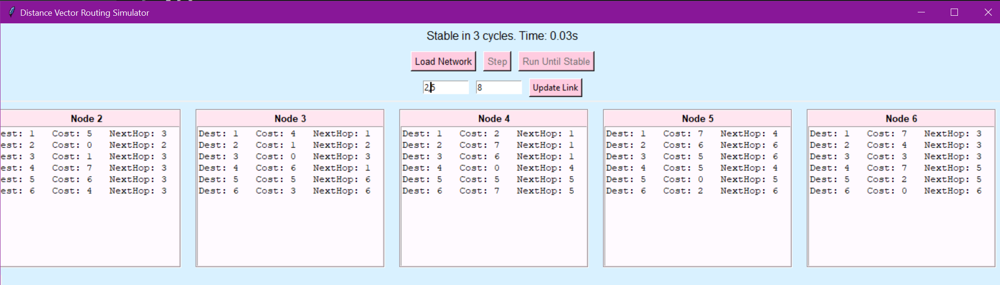 Distance Vector Routing Simulator
Stable in 3 cycles. Time: 0.03s
Load Network Step Run Until Stable
2,5 8 Update Link
Node 2
est: 1 Cost: 5 NextHop: 3
est: 2 Cost: 0 NextHop: 2
est: 3 Cost: 1 NextHop: 3
est: 4 Cost: 7 NextHop: 3
est: 5 Cost: 6 NextHop: 3
est: 6 Cost: 4 NextHop: 3
Node 3
Dest: 1 Cost: 4 NextHop: 1
Dest: 2 Cost: 1 NextHop: 2
Dest: 3 Cost: 0 NextHop: 3
Dest: 4 Cost: 6 NextHop: 1
Dest: 5 Cost: 5 NextHop: 6
Dest: 6 Cost: 3 NextHop: 6
Node 4
Dest: 1 Cost: 2 NextHop: 1
Dest: 2 Cost: 7 NextHop: 1
Dest: 3 Cost: 6 NextHop: 1
Dest: 4 Cost: 0 NextHop: 4
Dest: 5 Cost: 5 NextHop: 5
Dest: 6 Cost: 7 NextHop: 5
Node 5
Dest: 1 Cost: 7 NextHop: 4
Dest: 2 Cost: 6 NextHop: 6
Dest: 3 Cost: 5 NextHop: 6
Dest: 4 Cost: 5 NextHop: 4
Dest: 5 Cost: 0 NextHop: 5
Dest: 6 Cost: 2 NextHop: 6
Node 6
Dest: 1 Cost: 7 NextHop: 3
Dest: 2 Cost: 4 NextHop: 3
Dest: 3 Cost: 3 NextHop: 3
Dest: 4 Cost: 7 NextHop: 5
Dest: 5 Cost: 2 NextHop: 5
Dest: 6 Cost: 0 NextHop: 6